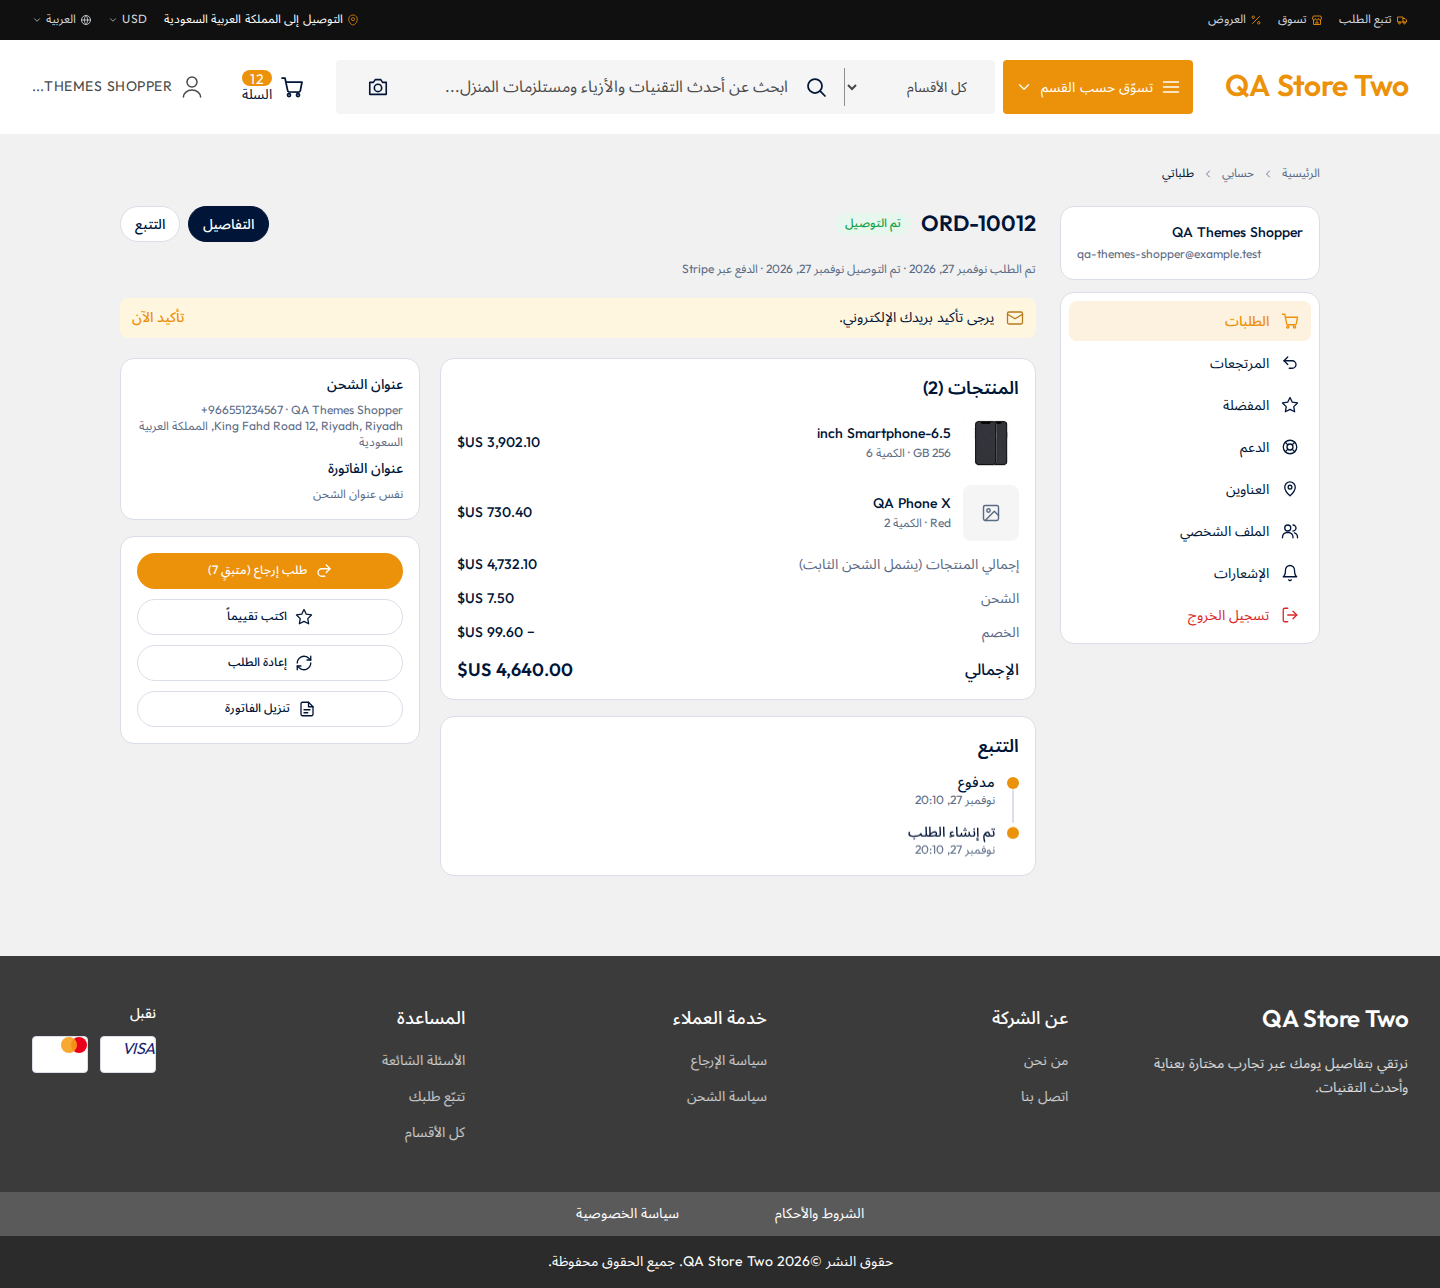 تتبع الطلب
تسوق
العروض
التوصيل إلى المملكة العربية السعودية
USD
العربية
QA Store Two
تسوّق حسب القسم
كل الأقسام
ابحث عن أحدث التقنيات والأزياء ومستلزمات المنزل...
12
السلة
THEMES SHOPPER...
الرئيسية
حسابي
طلباتي
QA Themes Shopper
qa-themes-shopper@example.test
الطلبات
المرتجعات
المفضلة
الدعم
العناوين
الملف الشخصي
الإشعارات
تسجيل الخروج
ORD-10012
تم التوصيل
التفاصيل
التتبع
تم الطلب نوفمبر 27, 2026 · تم التوصيل نوفمبر 27, 2026 · الدفع عبر Stripe
يرجى تأكيد بريدك الإلكتروني.
تأكيد الآن
المنتجات (2)
inch Smartphone-6.5
256 GB · الكمية 6
$US 3,902.10
QA Phone X
Red · الكمية 2
$US 730.40
إجمالي المنتجات (يشمل الشحن الثابت)
$US 4,732.10
الشحن
$US 7.50
الخصم
$US 99.60 −
الإجمالي
$US 4,640.00
التتبع
مدفوع
نوفمبر 27, 20:10
تم إنشاء الطلب
نوفمبر 27, 20:10
عنوان الشحن
QA Themes Shopper · 966551234567+
King Fahd Road 12, Riyadh, Riyadh, المملكة العربية
السعودية
عنوان الفاتورة
نفس عنوان الشحن
طلب إرجاع (متبقٍ 7)
اكتب تقييماً
إعادة الطلب
تنزيل الفاتورة
QA Store Two
نرتقي بتفاصيل يومك عبر تجارب مختارة بعناية
وأحدث التقنيات.
عن الشركة
من نحن
اتصل بنا
خدمة العملاء
سياسة الإرجاع
سياسة الشحن
المساعدة
الأسئلة الشائعة
تتبّع طلبك
كل الأقسام
نقبل
VISA
الشروط والأحكام
سياسة الخصوصية
حقوق النشر ©2026 QA Store Two. جميع الحقوق محفوظة.